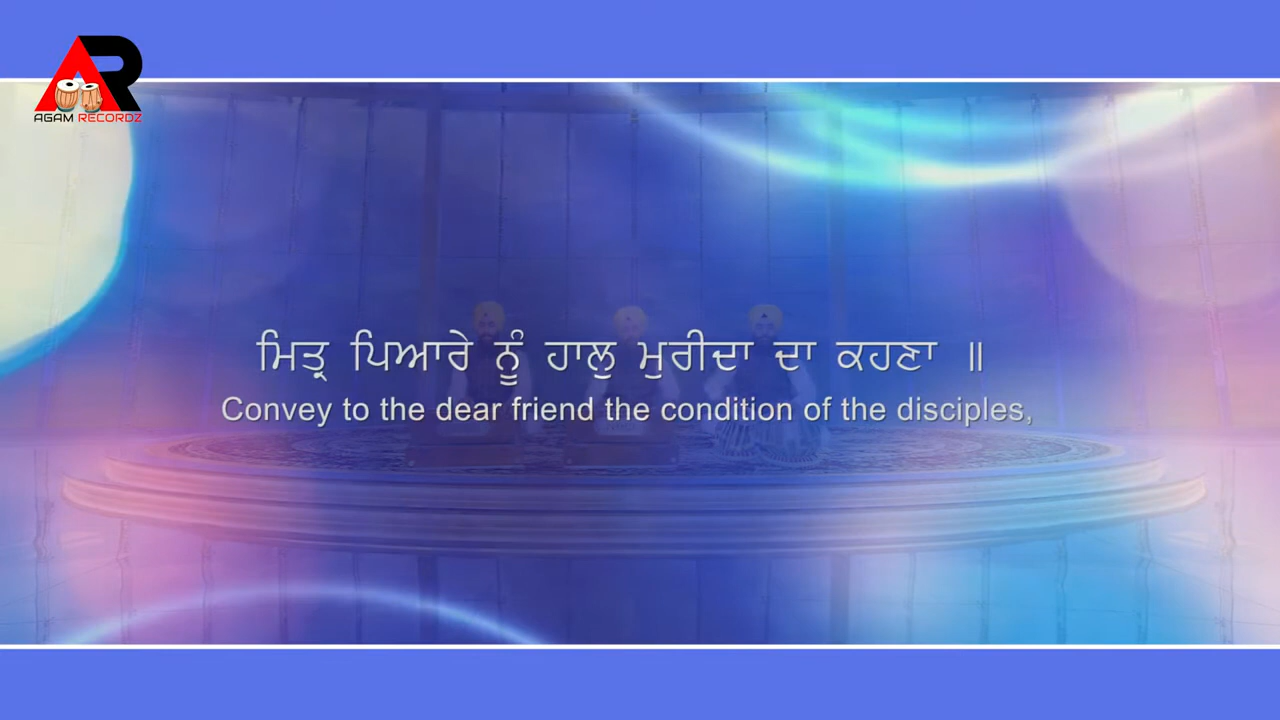 AGAM RECORDZ
ਮਿਤ੍ਰ ਪਿਆਰੇ ਨੂੰ ਹਾਲੁ ਮੁਰੀਦਾ ਦਾ ਕਹਣਾ ॥
Convey to the dear friend the condition of the disciples,